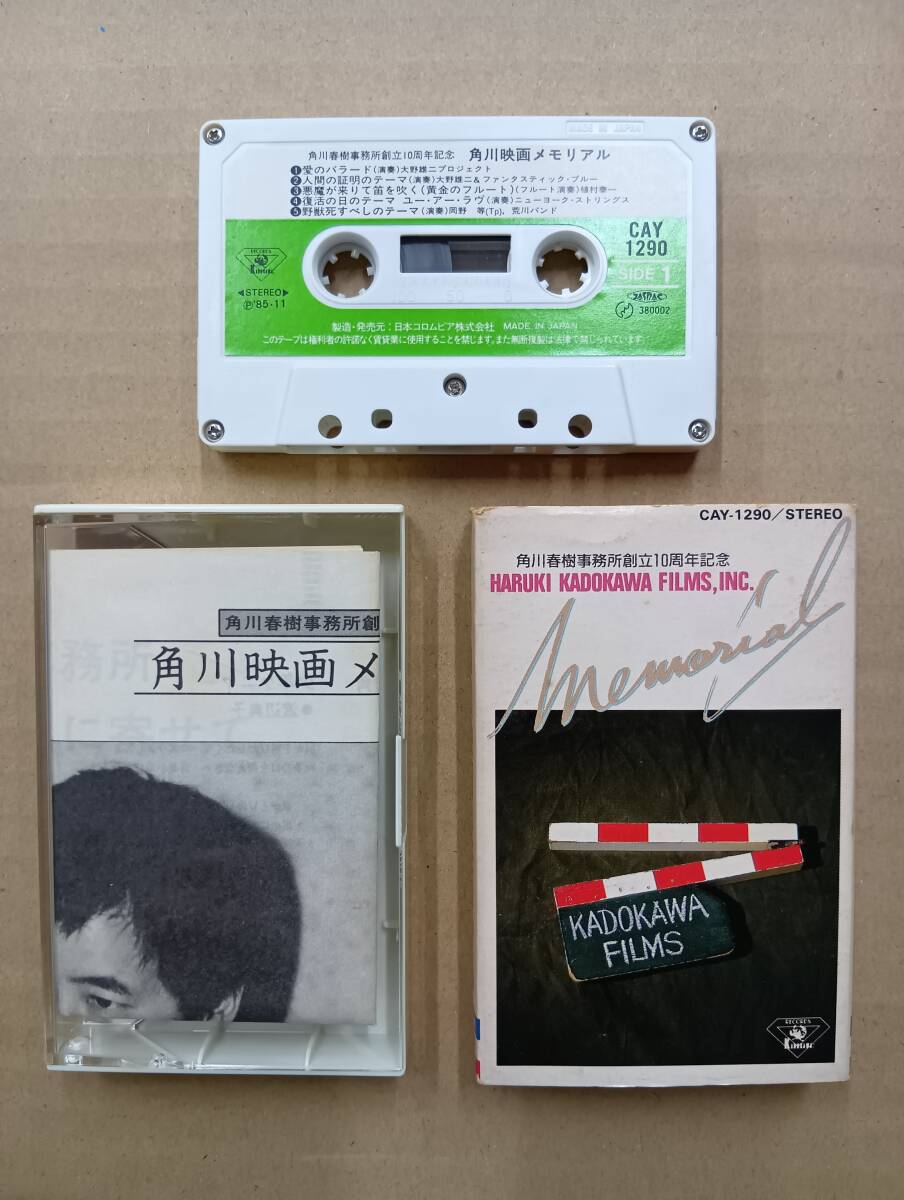 MADE IN JAPAN
角川春樹事務所創立10周年記念 角川映画メモリアル
❶愛のバラード(演奏)大野雄二プロジェクト
❷人間の証明のテーマ(演奏)大野雄二&ファンタスティック・ブルー
❸悪魔が来りて笛を吹く(黄金のフルート)(フルート演奏)植村泰一
❹復活の日のテーマ ユー・アー・ラヴ(演奏)ニューヨーク・ストリングス
❺野獣死すべしのテーマ(演奏)岡野 等(Tp)、荒川バンド
CAY
1290
SIDE 1
RECORDS
◀STEREO▶
Ⓟ'85・11
50
JASRAC
380002
製造・発売元:日本コロムビア株式会社 MADE IN JAPAN
このテープは権利者の許諾なく賃貸業に使用することを禁じます。また無断複製は法律で禁じられています。
角川春樹事務所創
角川映画メ
務所
に寄せて
CAY-1290/STEREO
角川春樹事務所創立10周年記念
HARUKI KADOKAWA FILMS, INC.
Memorial
KADOKAWA
FILMS
RECORDS